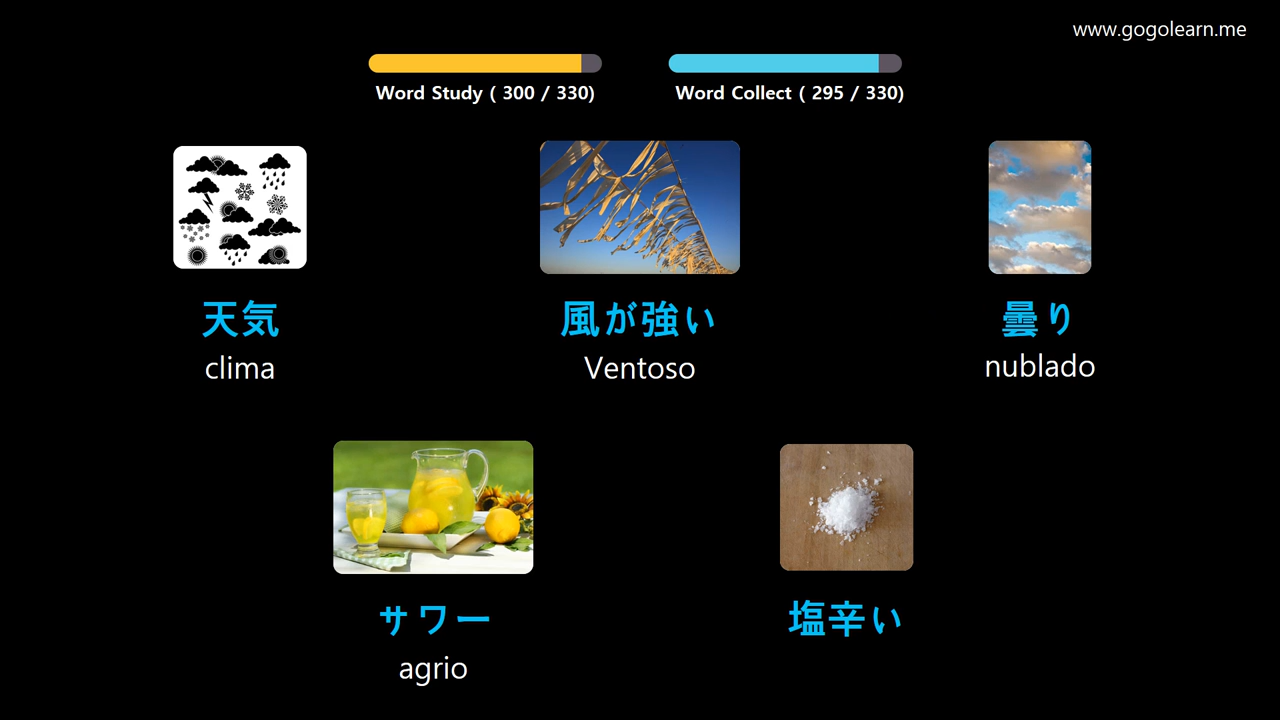 www.gogolearn.me
Word Study ( 300 / 330)
Word Collect ( 295 / 330)
天気
clima
風が強い
Ventoso
曇り
nublado
サワー
agrio
塩辛い